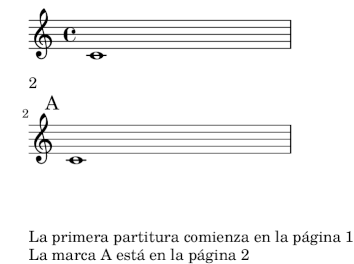 2
A
2
La primera partitura comienza en la página 1
La marca A está en la página 2